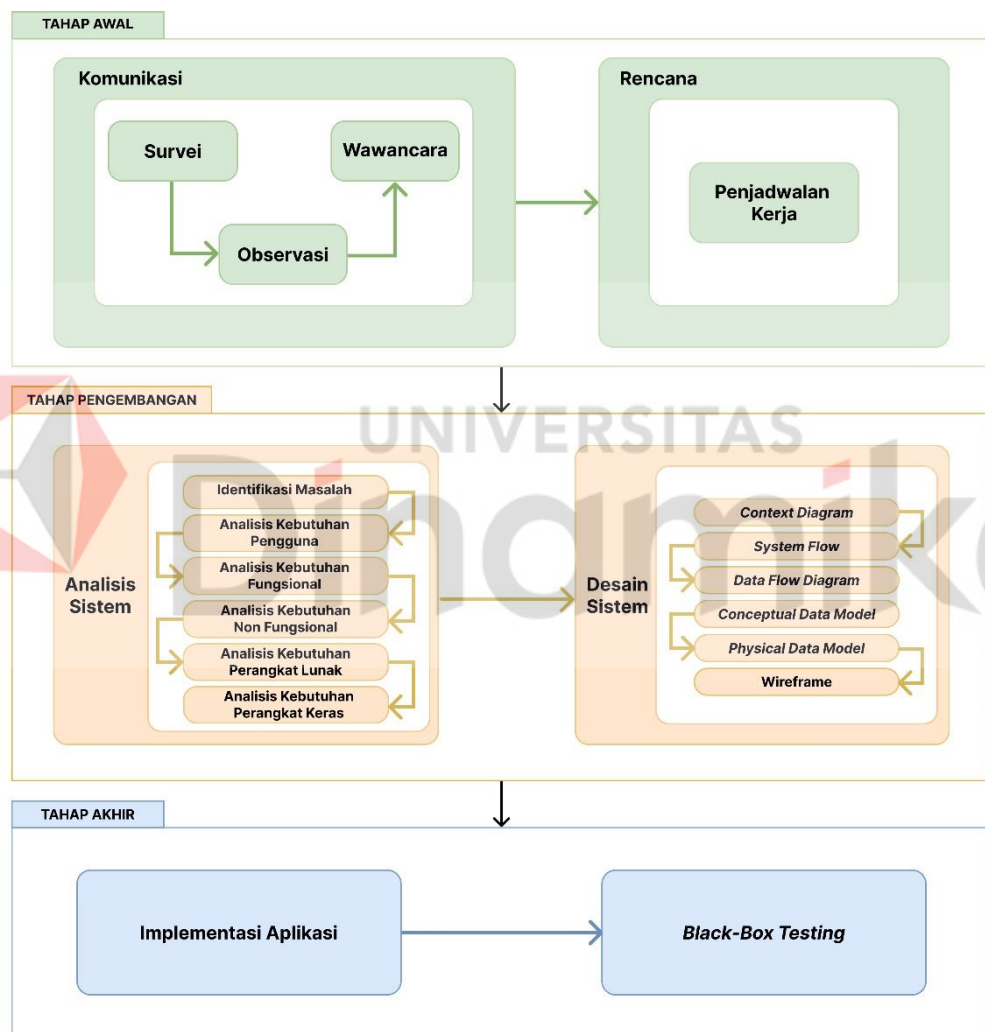 TAHAP AWAL
Komunikasi
Survei
Wawancara
Observasi
Rencana
Penjadwalan
Kerja
TAHAP PENGEMBANGAN
UNIVERSITAS
Dinamika
Analisis
Sistem
Identifikasi Masalah
Analisis Kebutuhan
Pengguna
Analisis Kebutuhan
Fungsional
Analisis Kebutuhan
Non Fungsional
Analisis Kebutuhan
Perangkat Lunak
Analisis Kebutuhan
Perangkat Keras
Desain
Sistem
Context Diagram
System Flow
Data Flow Diagram
Conceptual Data Model
Physical Data Model
Wireframe
TAHAP AKHIR
Implementasi Aplikasi
Black-Box Testing